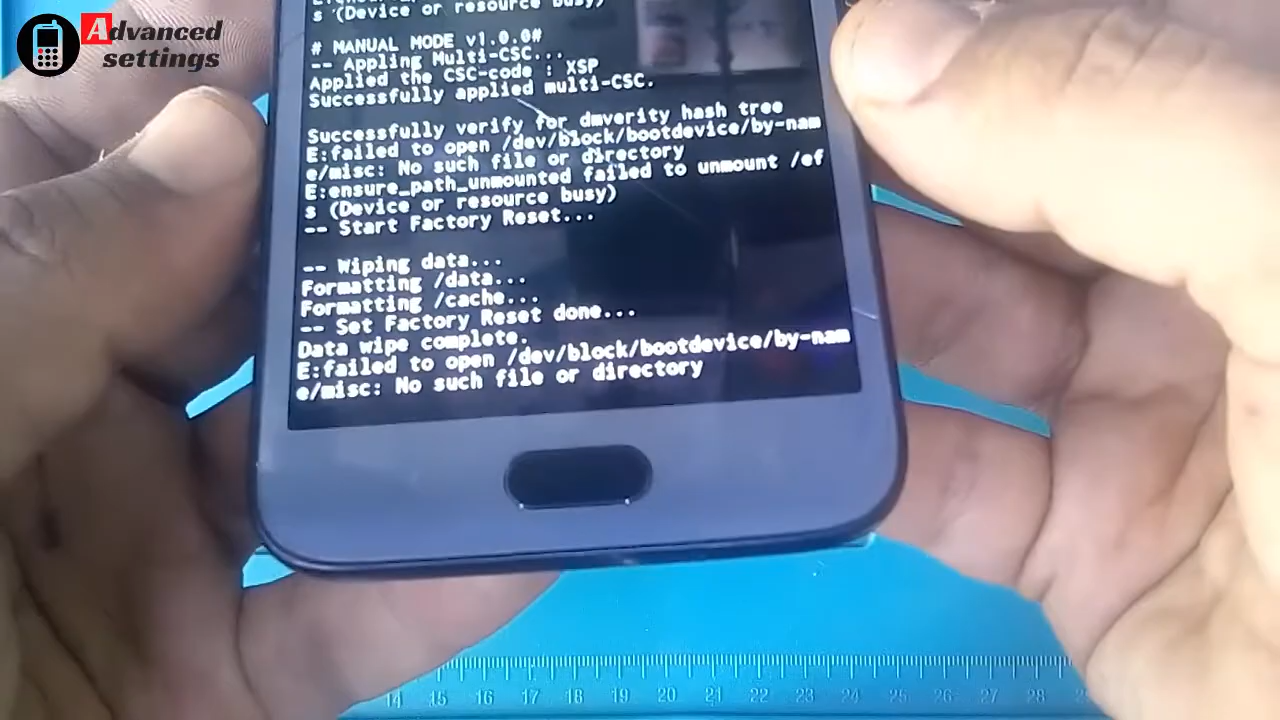 Advanced
settings
s (Device or resource busy)
# MANUAL MODE v1.0.0#
-- Appling Multi-CSC...
Applied the CSC-code : XSP
Successfully applied multi-CSC.
Successfully verify for dmverity hash tree
E:failed to open /dev/block/bootdevice/by-nam
e/misc: No such file or directory
E:ensure_path_unmounted failed to unmount /ef
s (Device or resource busy)
-- Start Factory Reset...
-- Wiping data...
Formatting /data...
Formatting /cache...
-- Set Factory Reset done...
Data wipe complete.
E:failed to open /dev/block/bootdevice/by-nam
e/misc: No such file or directory
14 15 16 17 18 19 20 21 22 23 24 25 26 27 28